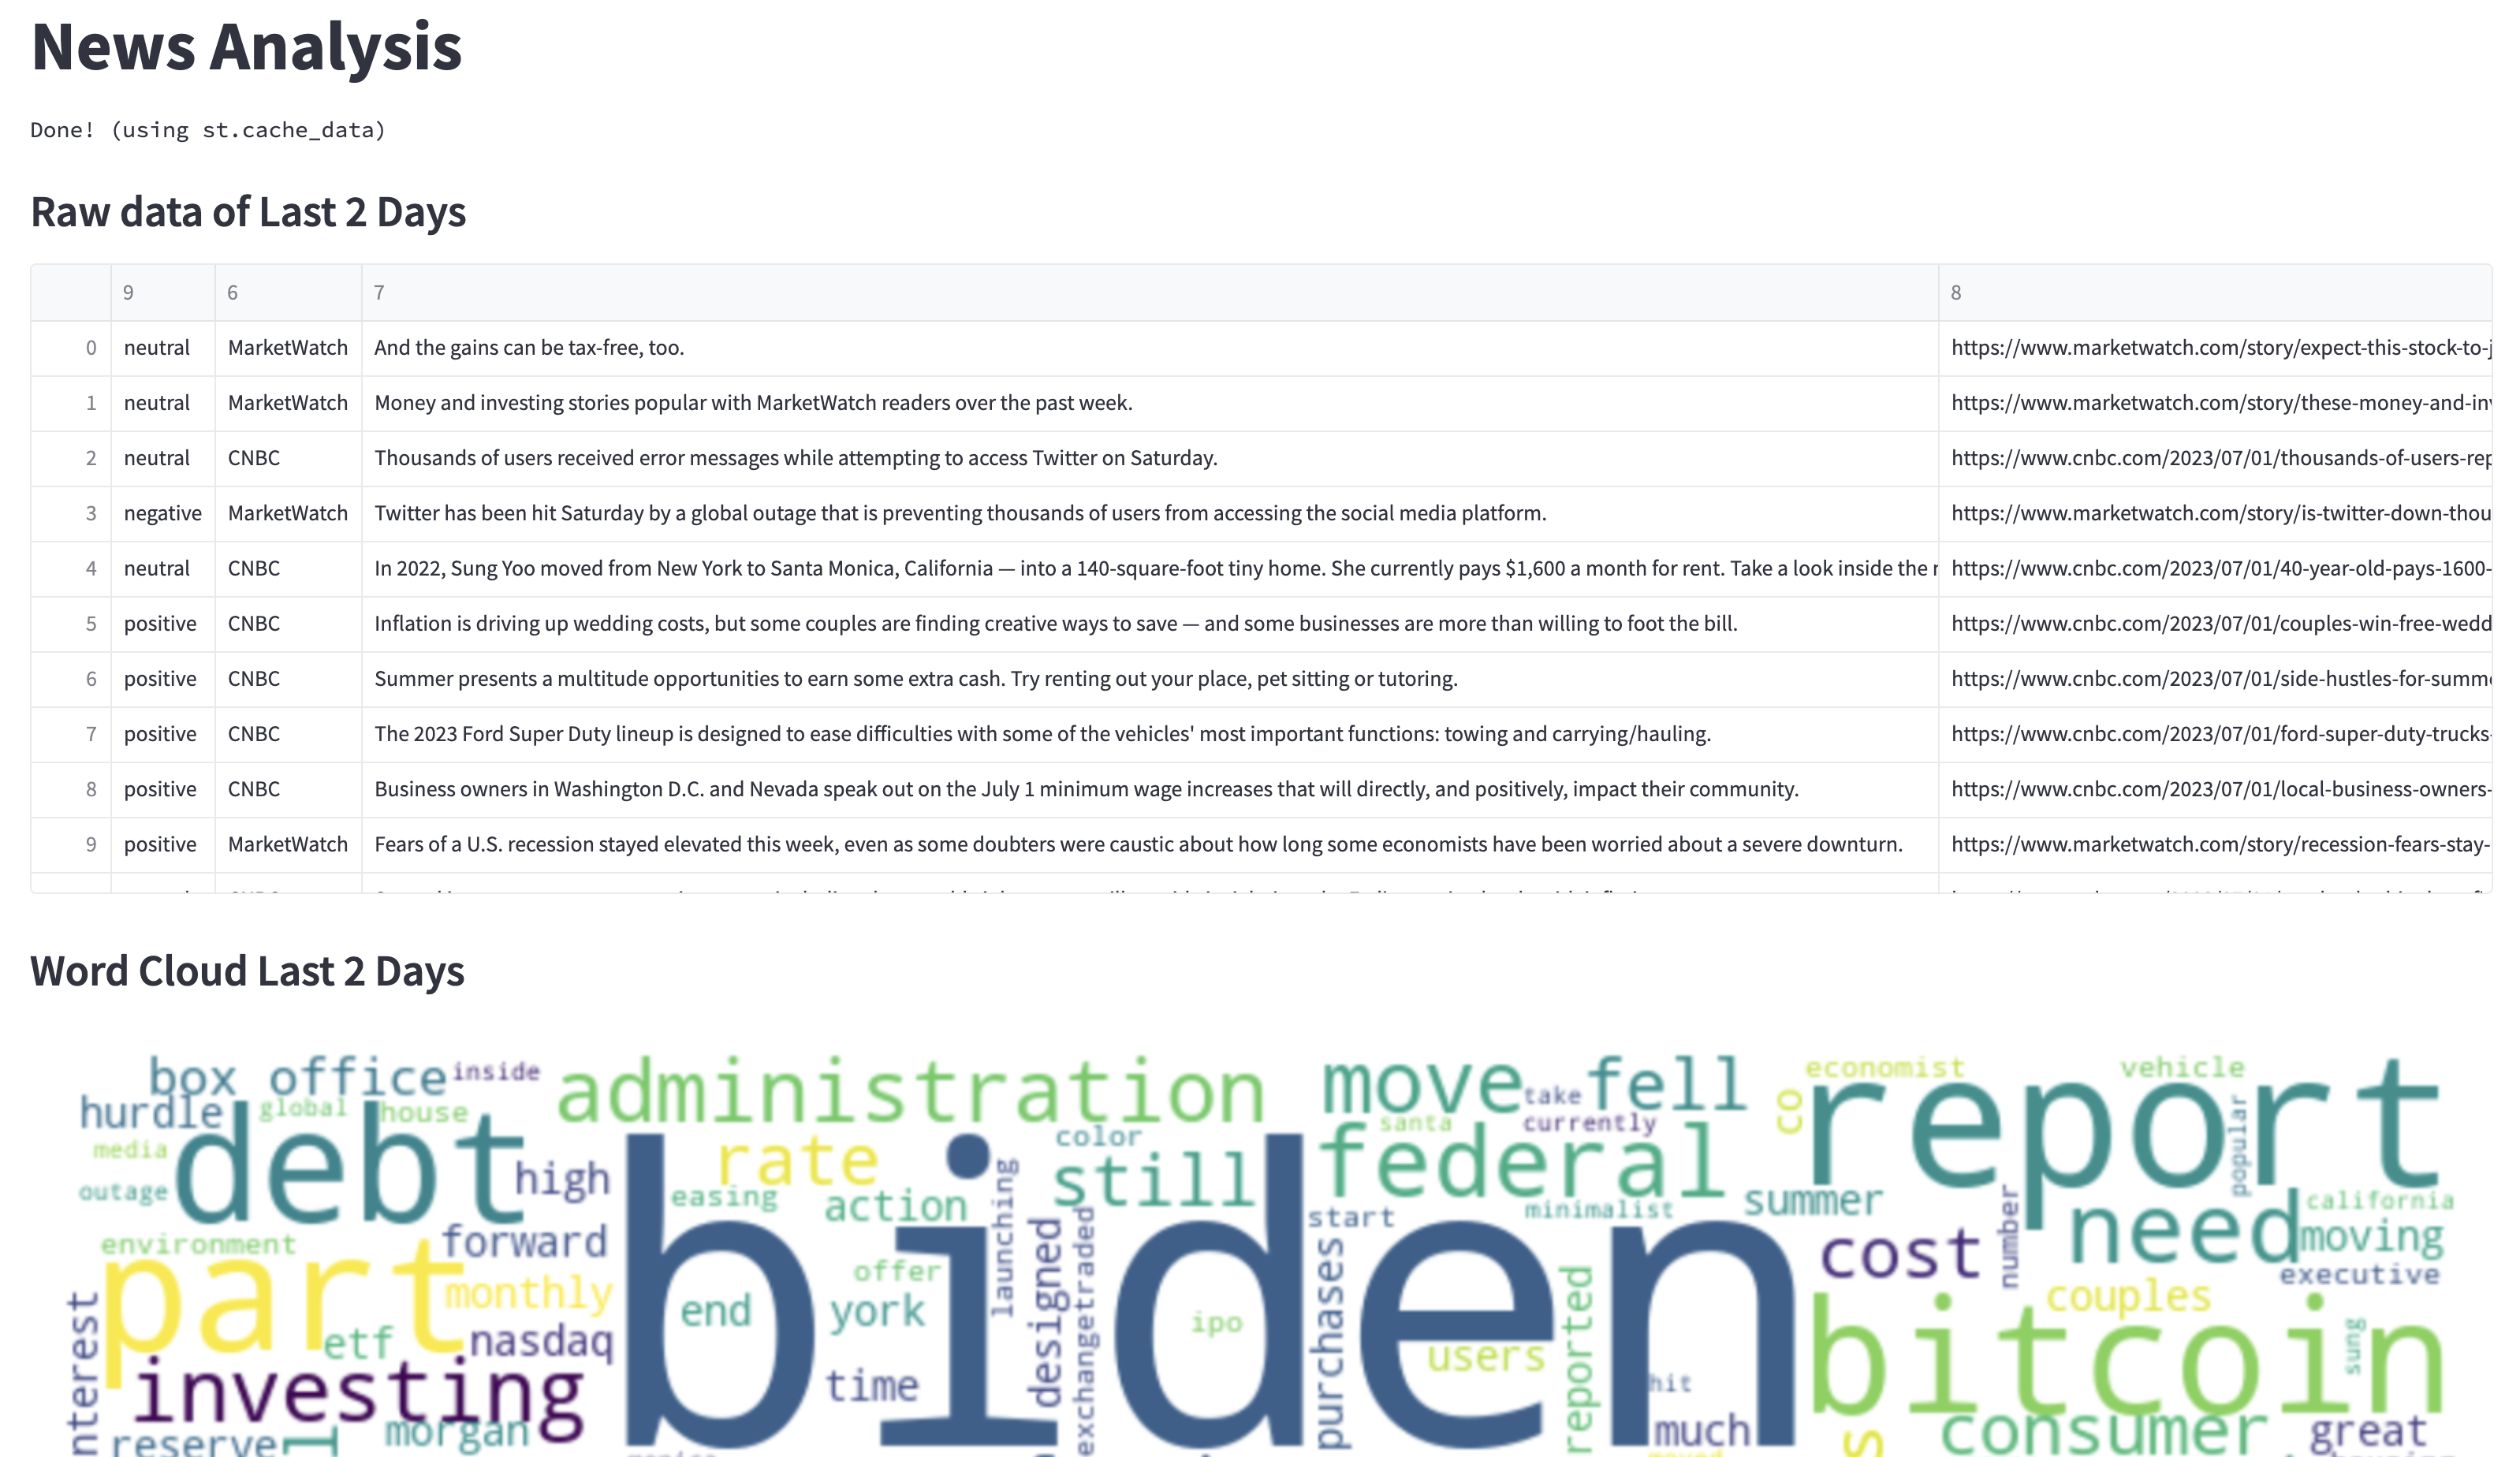 News Analysis
Done! (using st.cache_data)
Raw data of Last 2 Days
9 6 7 8
0 neutral MarketWatch And the gains can be tax-free, too. https://www.marketwatch.com/story/expect-this-stock-to-j
1 neutral MarketWatch Money and investing stories popular with MarketWatch readers over the past week. https://www.marketwatch.com/story/these-money-and-inv
2 neutral CNBC Thousands of users received error messages while attempting to access Twitter on Saturday. https://www.cnbc.com/2023/07/01/thousands-of-users-rep
3 negative MarketWatch Twitter has been hit Saturday by a global outage that is preventing thousands of users from accessing the social media platform. https://www.marketwatch.com/story/is-twitter-down-thou
4 neutral CNBC In 2022, Sung Yoo moved from New York to Santa Monica, California — into a 140-square-foot tiny home. She currently pays $1,600 a month for rent. Take a look inside the r https://www.cnbc.com/2023/07/01/40-year-old-pays-1600-
5 positive CNBC Inflation is driving up wedding costs, but some couples are finding creative ways to save — and some businesses are more than willing to foot the bill. https://www.cnbc.com/2023/07/01/couples-win-free-wedd
6 positive CNBC Summer presents a multitude opportunities to earn some extra cash. Try renting out your place, pet sitting or tutoring. https://www.cnbc.com/2023/07/01/side-hustles-for-summe
7 positive CNBC The 2023 Ford Super Duty lineup is designed to ease difficulties with some of the vehicles' most important functions: towing and carrying/hauling. https://www.cnbc.com/2023/07/01/ford-super-duty-trucks-
8 positive CNBC Business owners in Washington D.C. and Nevada speak out on the July 1 minimum wage increases that will directly, and positively, impact their community. https://www.cnbc.com/2023/07/01/local-business-owners-
9 positive MarketWatch Fears of a U.S. recession stayed elevated this week, even as some doubters were caustic about how long some economists have been worried about a severe downturn. https://www.marketwatch.com/story/recession-fears-stay-
Word Cloud Last 2 Days
box office inside administration move fell economist vehicle
hurdle global house take co report
media debt rate color santa currently popular
outage high easing action still federal minimalist summer california
environment forward launching start number need moving
part monthly offer designed exchangetraded purchases cost executive
interest etf nasdaq end york ipo biden reported couples
investing time users bitcoin sung
hit
reserve morgan much consumer great